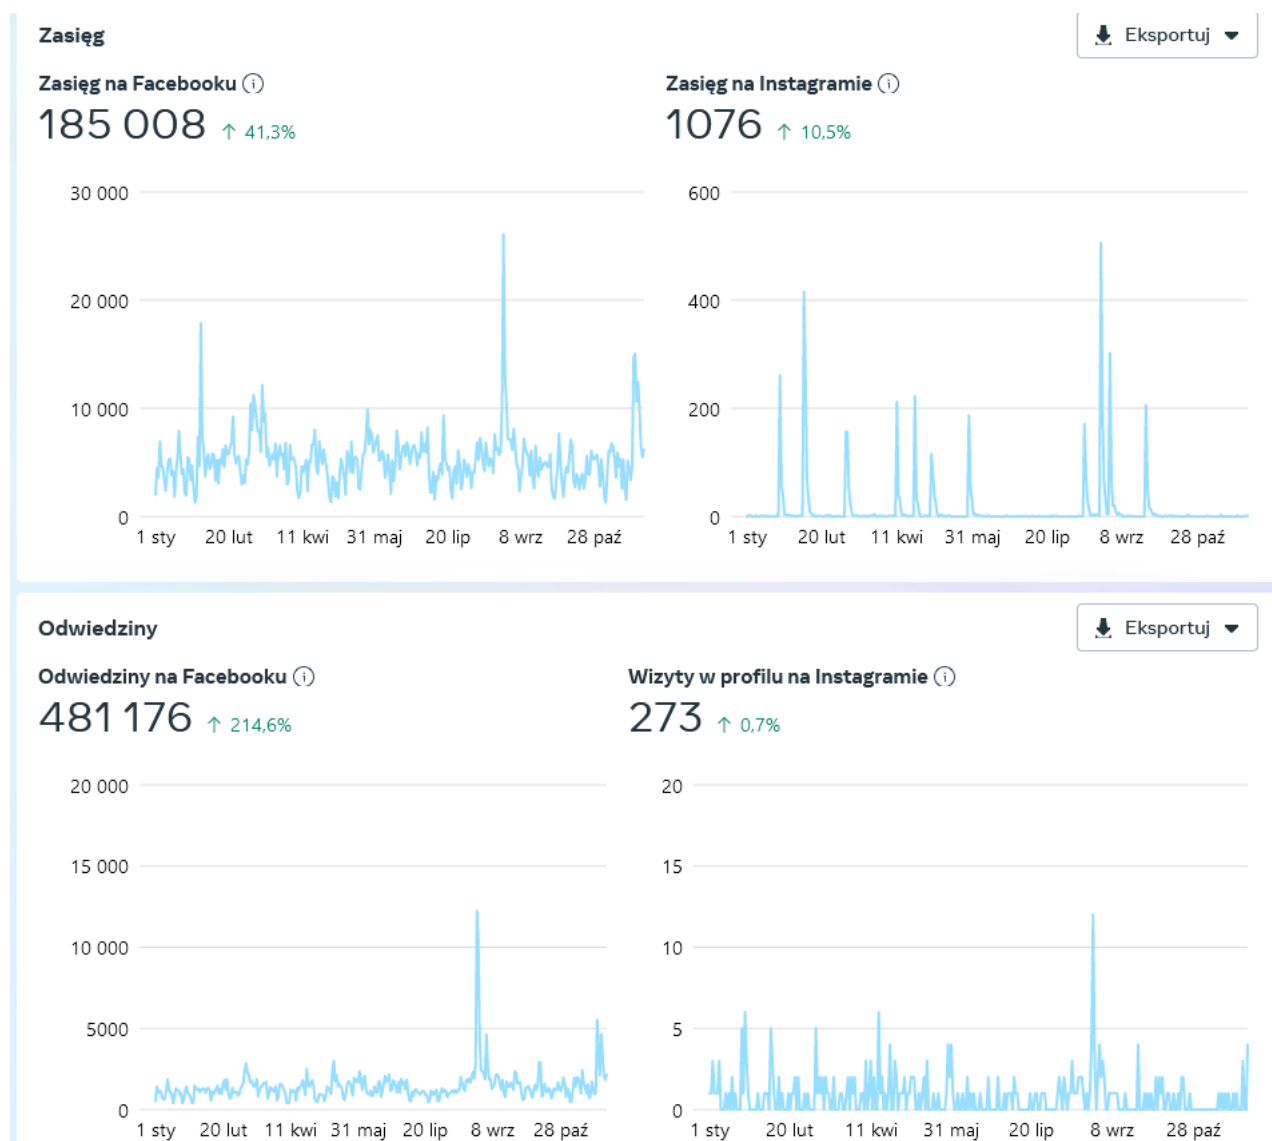 Zasięg
Eksportuj
Zasięg na Facebooku
185 008 ↑ 41,3%
30 000
20 000
10 000
0
1 sty 20 lut 11 kwi 31 maj 20 lip 8 wrz 28 paź
Zasięg na Instagramie
1076 ↑ 10,5%
600
400
200
0
1 sty 20 lut 11 kwi 31 maj 20 lip 8 wrz 28 paź
Odwiedziny
Eksportuj
Odwiedziny na Facebooku
481 176 ↑ 214,6%
20 000
15 000
10 000
5000
0
1 sty 20 lut 11 kwi 31 maj 20 lip 8 wrz 28 paź
Wizyty w profilu na Instagramie
273 ↑ 0,7%
20
15
10
5
0
1 sty 20 lut 11 kwi 31 maj 20 lip 8 wrz 28 paź